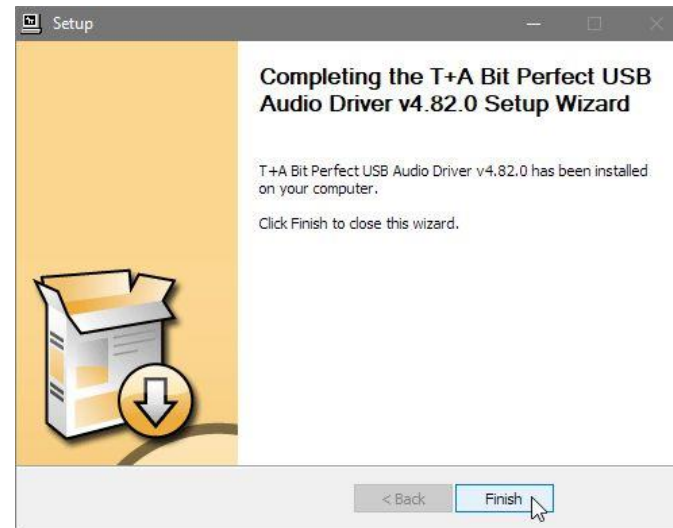 Setup
Completing the T+A Bit Perfect USB
Audio Driver v4.82.0 Setup Wizard
T+A Bit Perfect USB Audio Driver v4.82.0 has been installed
on your computer.
Click Finish to close this wizard.
< Back
Finish